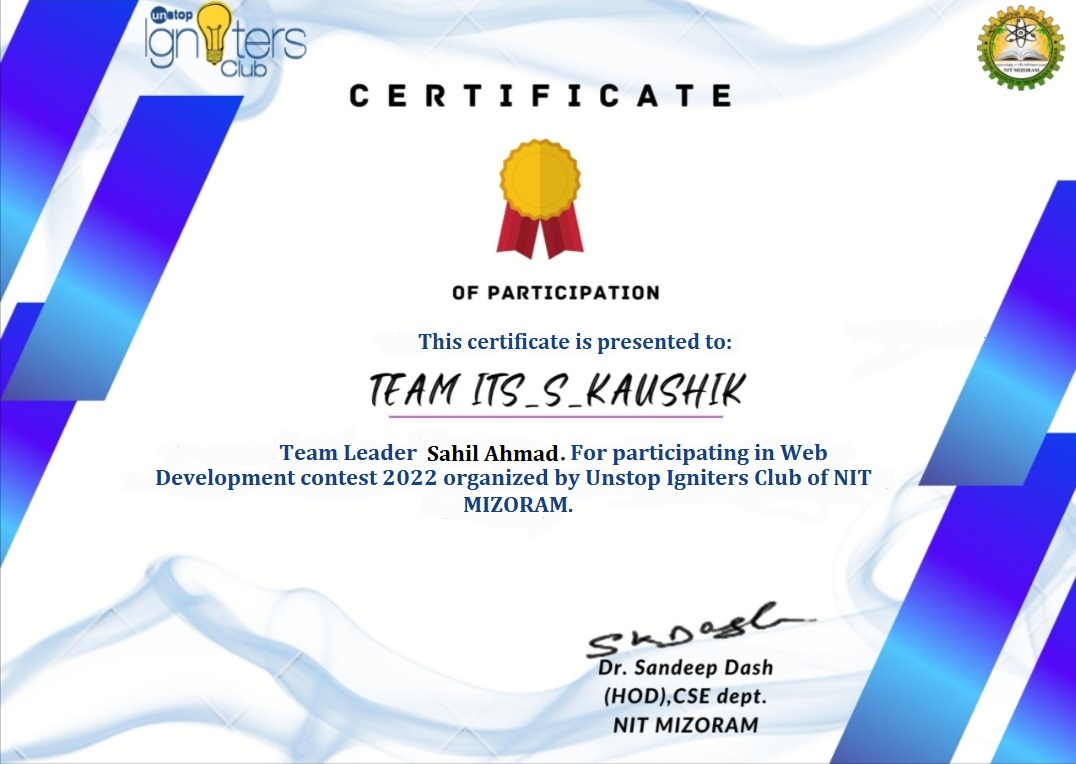 unstop
Igniters
Club
NIT MIZORAM
CERTIFICATE
OF PARTICIPATION
This certificate is presented to:
TEAM ITS_S_KAUSHIK
Team Leader Sahil Ahmad. For participating in Web
Development contest 2022 organized by Unstop Igniters Club of NIT
MIZORAM.
SKDash
Dr. Sandeep Dash
(HOD),CSE dept.
NIT MIZORAM